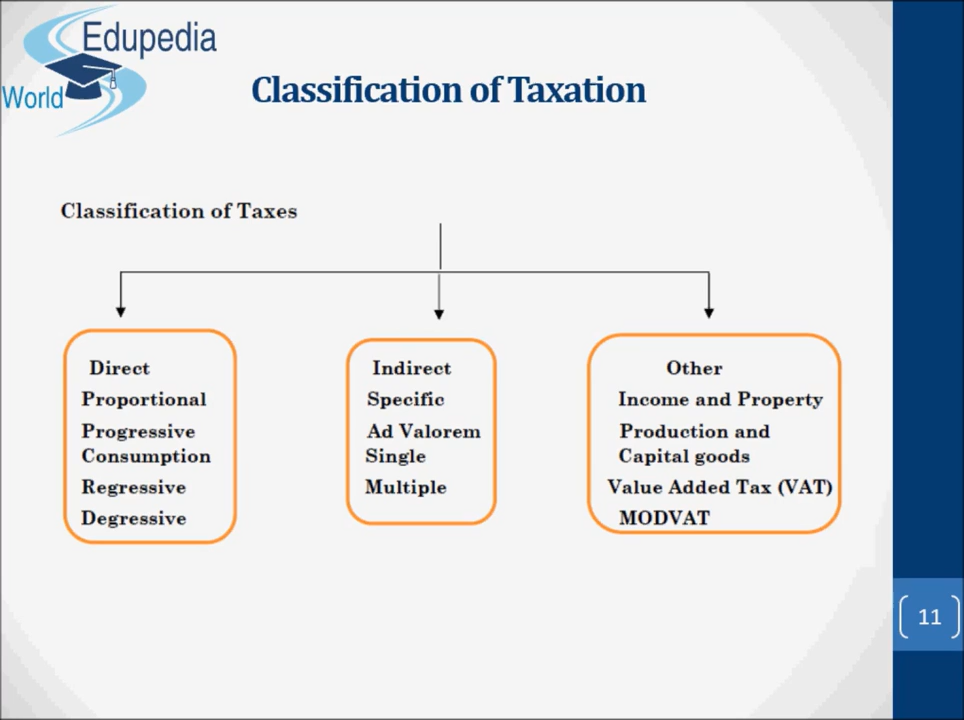 Edupedia
World
Classification of Taxation
Classification of Taxes
Direct
Proportional
Progressive
Consumption
Regressive
Degressive
Indirect
Specific
Ad Valorem
Single
Multiple
Other
Income and Property
Production and
Capital goods
Value Added Tax (VAT)
MODVAT
11